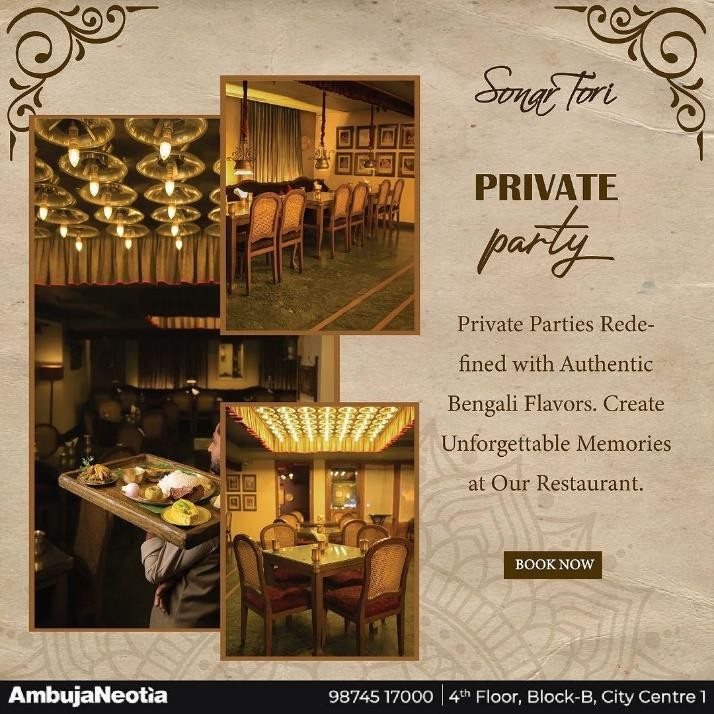 Sonar Tori
PRIVATE
party
Private Parties Rede-
fined with Authentic
Bengali Flavors. Create
Unforgettable Memories
at Our Restaurant.
BOOK NOW
AmbujaNeotia
98745 17000 | 4th Floor, Block-B, City Centre 1